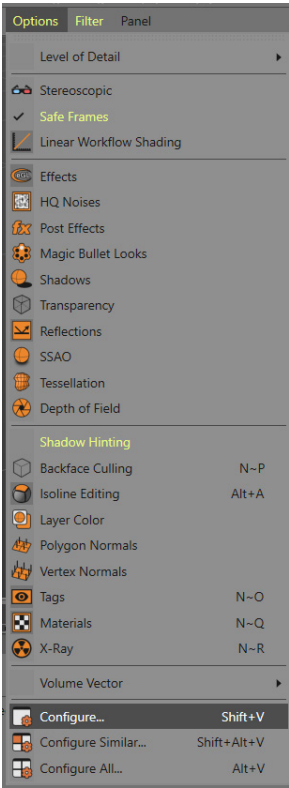 Options Filter Panel
Level of Detail
Stereoscopic
Safe Frames
Linear Workflow Shading
Effects
HQ Noises
Post Effects
Magic Bullet Looks
Shadows
Transparency
Reflections
SSAO
Tessellation
Depth of Field
Shadow Hinting
Backface Culling N~P
Isoline Editing Alt+A
Layer Color
Polygon Normals
Vertex Normals
Tags N~O
Materials N~Q
X-Ray N~R
Volume Vector
Configure... Shift+V
Configure Similar... Shift+Alt+V
Configure All... Alt+V